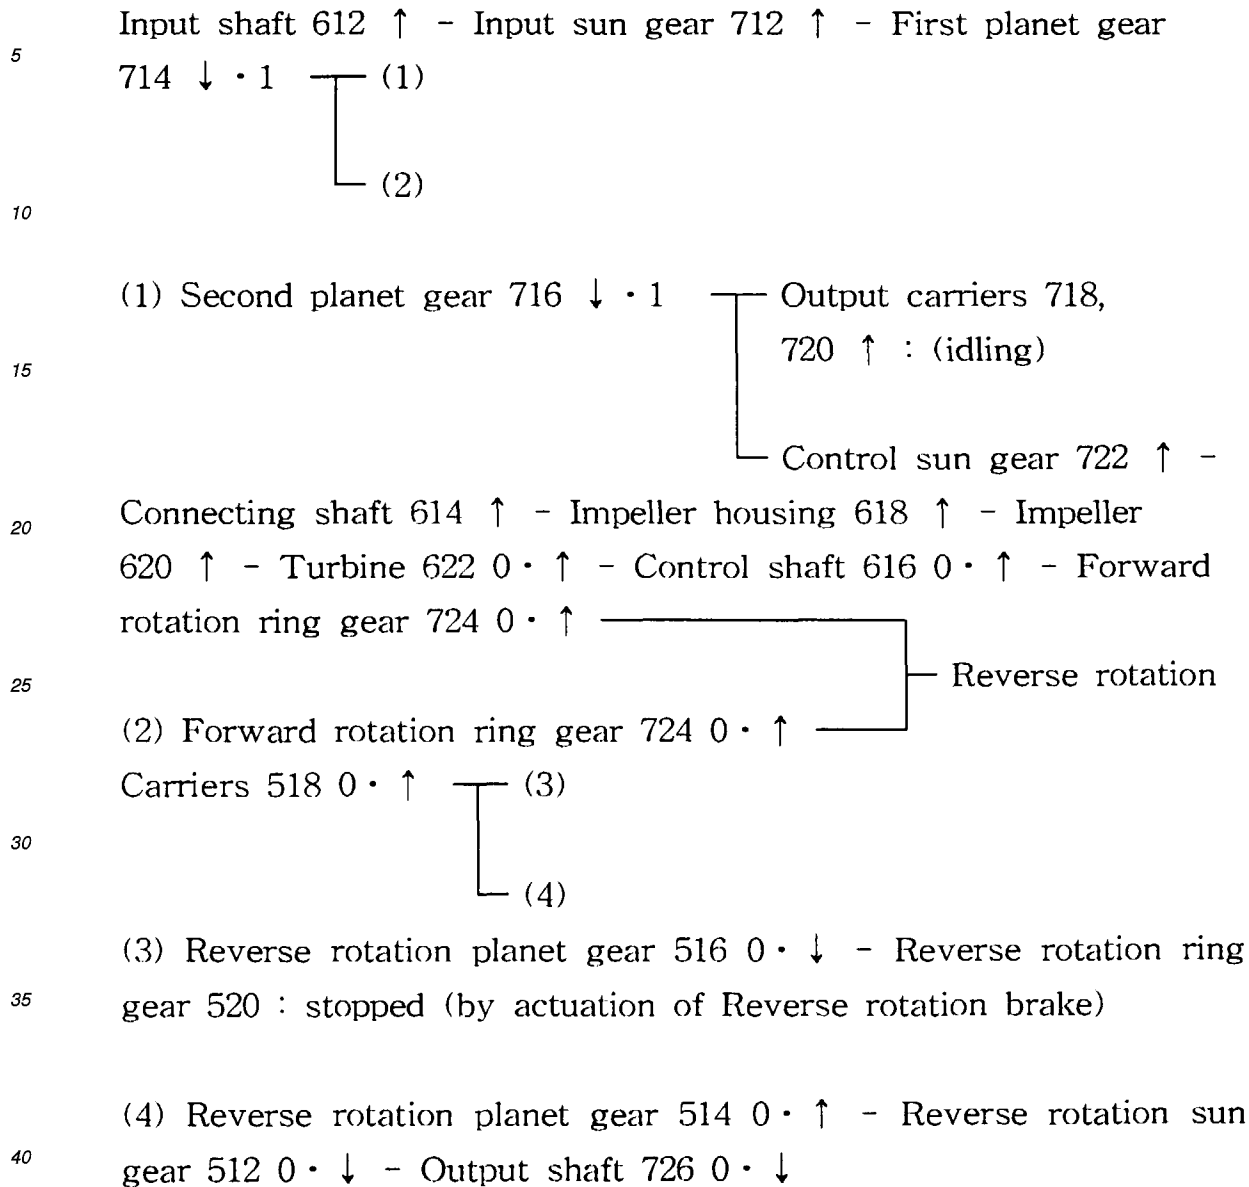 Input shaft 612 ↑ - Input sun gear 712 ↑ - First planet gear
5
714 ↓ · 1 (1)
(2)
10
(1) Second planet gear 716 ↓ · 1 Output carriers 718,
720 ↑ : (idling)
15
Control sun gear 722 ↑ -
Connecting shaft 614 ↑ - Impeller housing 618 ↑ - Impeller
20
620 ↑ - Turbine 622 0 · ↑ - Control shaft 616 0 · ↑ - Forward
rotation ring gear 724 0 · ↑
Reverse rotation
25
(2) Forward rotation ring gear 724 0 · ↑
Carriers 518 0 · ↑ (3)
30
(4)
(3) Reverse rotation planet gear 516 0 · ↓ - Reverse rotation ring
35
gear 520 : stopped (by actuation of Reverse rotation brake)
(4) Reverse rotation planet gear 514 0 · ↑ - Reverse rotation sun
40
gear 512 0 · ↓ - Output shaft 726 0 · ↓